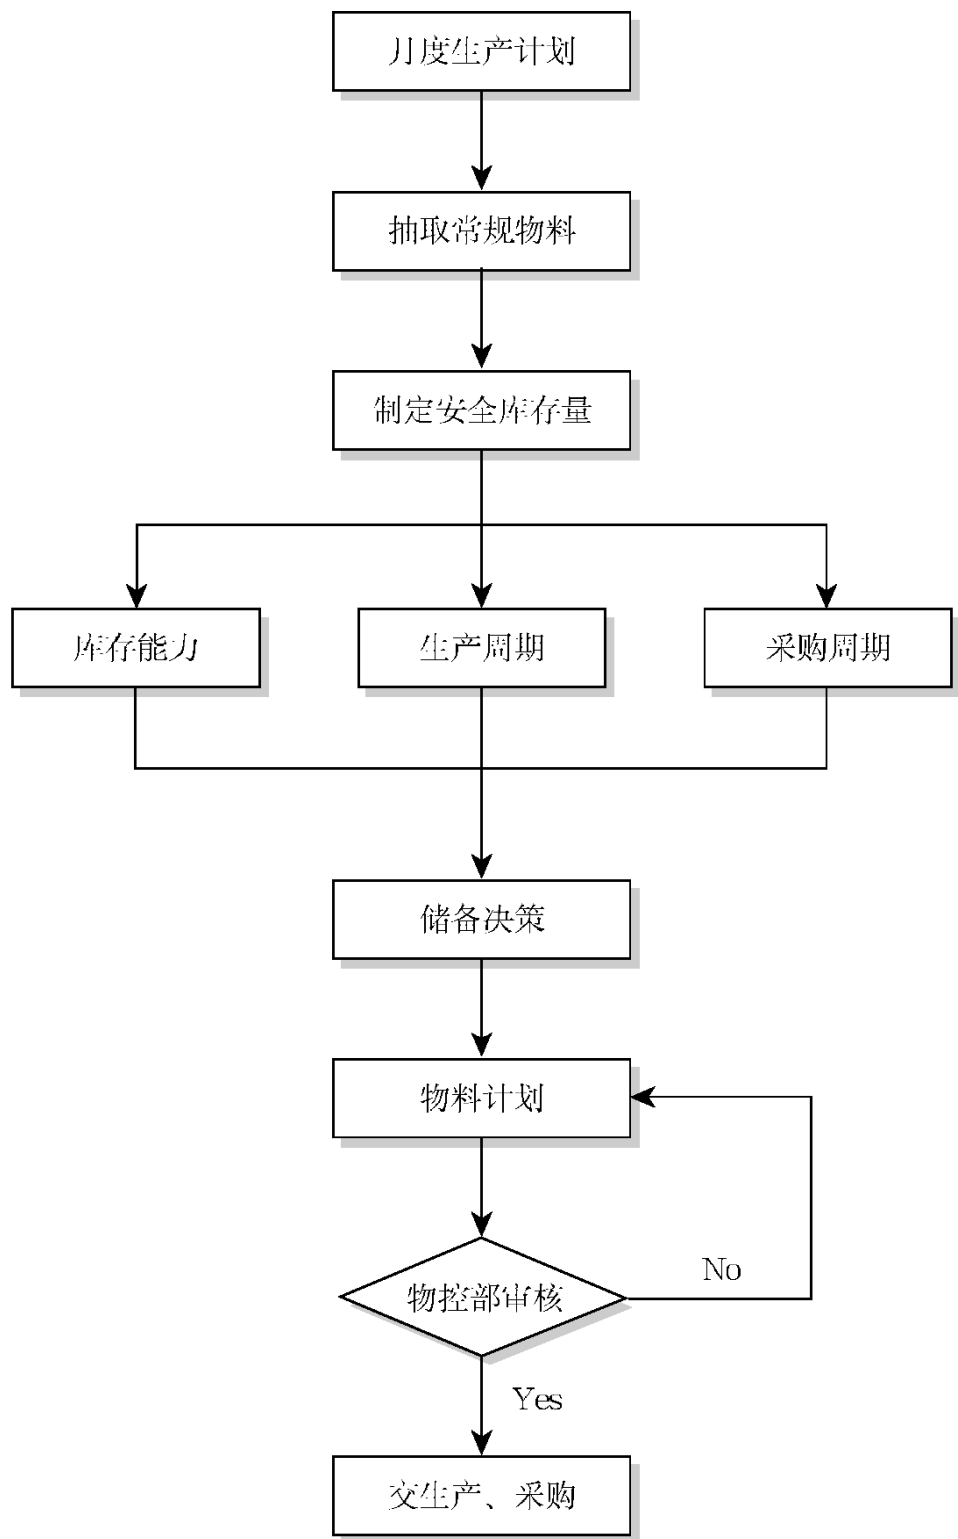 月度生产计划
抽取常规物料
制定安全库存量
库存能力
生产周期
采购周期
储备决策
物料计划
No
物控部审核
Yes
交生产、采购